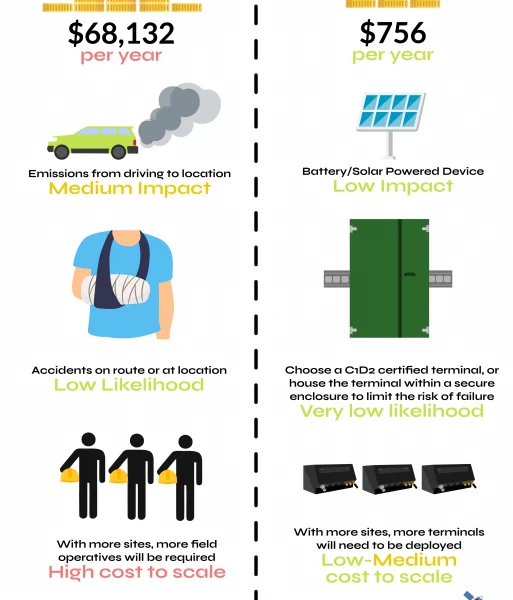 $68,132
per year
Emissions from driving to location
Medium Impact
Accidents on route or at location
Low Likelihood
With more sites, more field
operatives will be required
High cost to scale
$756
per year
Battery/Solar Powered Device
Low Impact
Choose a C1D2 certified terminal, or
house the terminal within a secure
enclosure to limit the risk of failure
Very low likelihood
With more sites, more terminals
will need to be deployed
Low-Medium
cost to scale